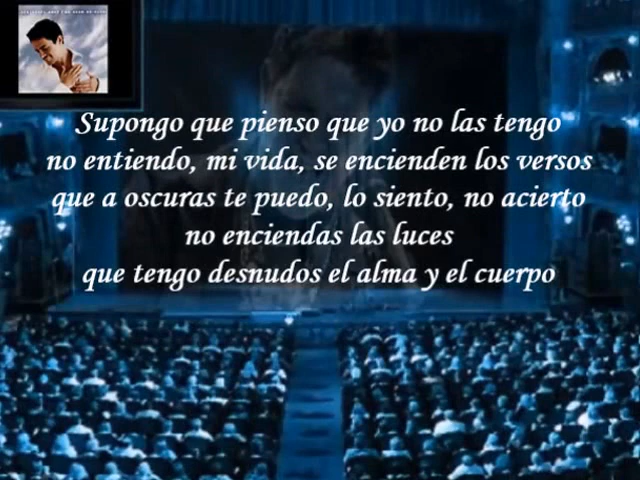 Supongo que pienso que yo no las tengo
no entiendo, mi vida, se encienden los versos
que a oscuras te puedo, lo siento, no acierto
no enciendas las luces
que tengo desnudos el alma y el cuerpo